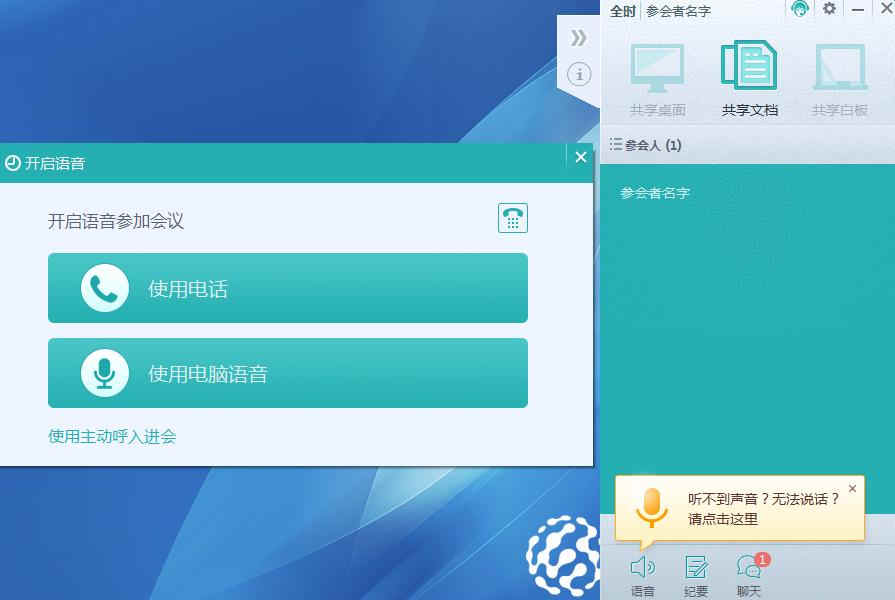 全时 参会者名字
共享桌面 共享文档 共享白板
参会人 (1)
参会者名字
开启语音
开启语音参加会议
使用电话
使用电脑语音
使用主动呼入进会
听不到声音？无法说话？
请点击这里
1
语音 纪要 聊天